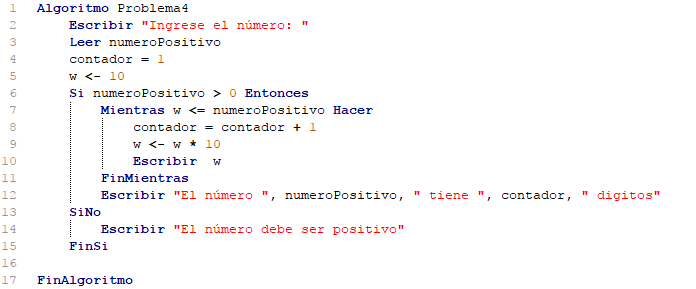 1 Algoritmo Problema4
2 Escribir "Ingrese el número: "
3 Leer numeroPositivo
4 contador = 1
5 w <- 10
6 Si numeroPositivo > 0 Entonces
7 Mientras w <= numeroPositivo Hacer
8 contador = contador + 1
9 w <- w * 10
10 Escribir  w
11 FinMientras
12 Escribir "El número ", numeroPositivo, " tiene ", contador, " digitos"
13 SiNo
14 Escribir "El número debe ser positivo"
15 FinSi
16
17 FinAlgoritmo